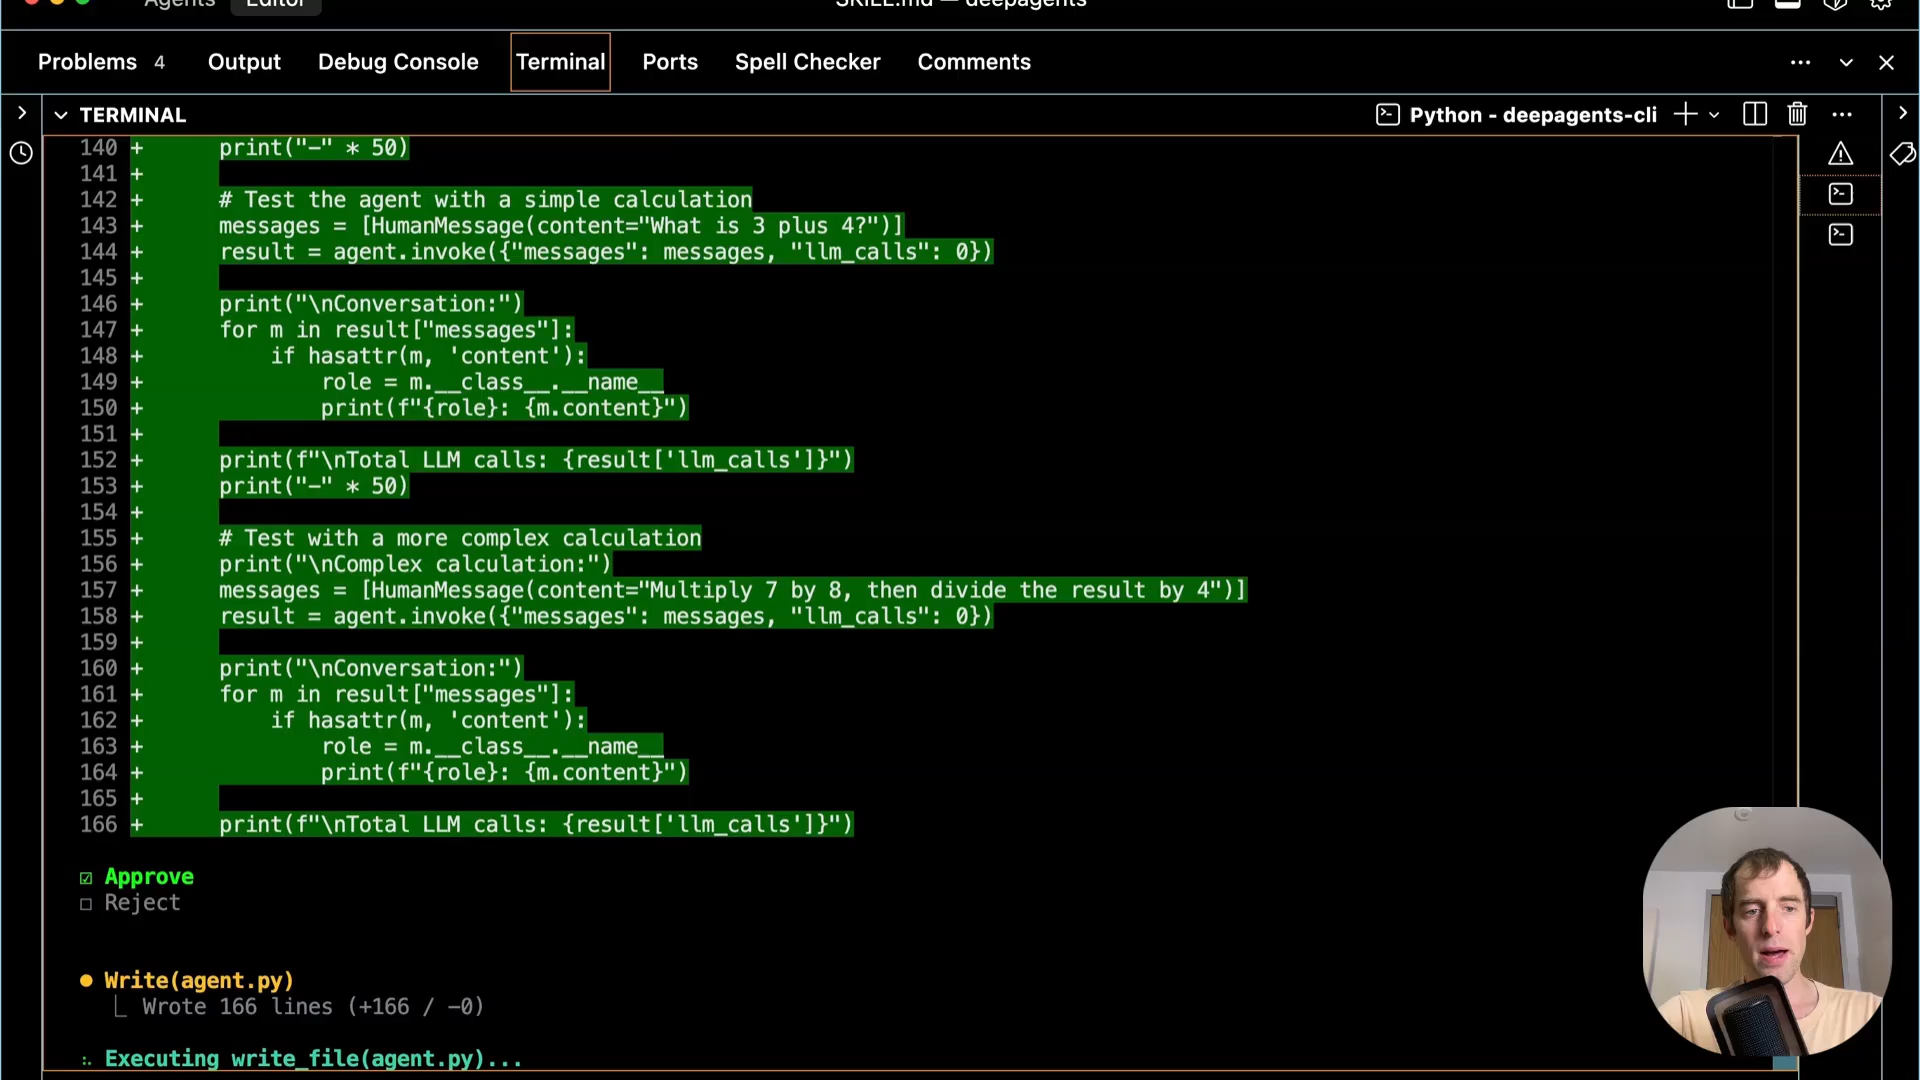 Agents Editor SKILL.md — deepagents
Problems 4 Output Debug Console Terminal Ports Spell Checker Comments
TERMINAL Python - deepagents-cli
140 + print("-" * 50)
141 +
142 + # Test the agent with a simple calculation
143 + messages = [HumanMessage(content="What is 3 plus 4?")]
144 + result = agent.invoke({"messages": messages, "llm_calls": 0})
145 +
146 + print("\nConversation:")
147 + for m in result["messages"]:
148 + if hasattr(m, 'content'):
149 + role = m.__class__.__name__
150 + print(f"{role}: {m.content}")
151 +
152 + print(f"\nTotal LLM calls: {result['llm_calls']}")
153 + print("-" * 50)
154 +
155 + # Test with a more complex calculation
156 + print("\nComplex calculation:")
157 + messages = [HumanMessage(content="Multiply 7 by 8, then divide the result by 4")]
158 + result = agent.invoke({"messages": messages, "llm_calls": 0})
159 +
160 + print("\nConversation:")
161 + for m in result["messages"]:
162 + if hasattr(m, 'content'):
163 + role = m.__class__.__name__
164 + print(f"{role}: {m.content}")
165 +
166 + print(f"\nTotal LLM calls: {result['llm_calls']}")
☑ Approve
☐ Reject
● Write(agent.py)
⎿ Wrote 166 lines (+166 / -0)
Executing write_file(agent.py)...